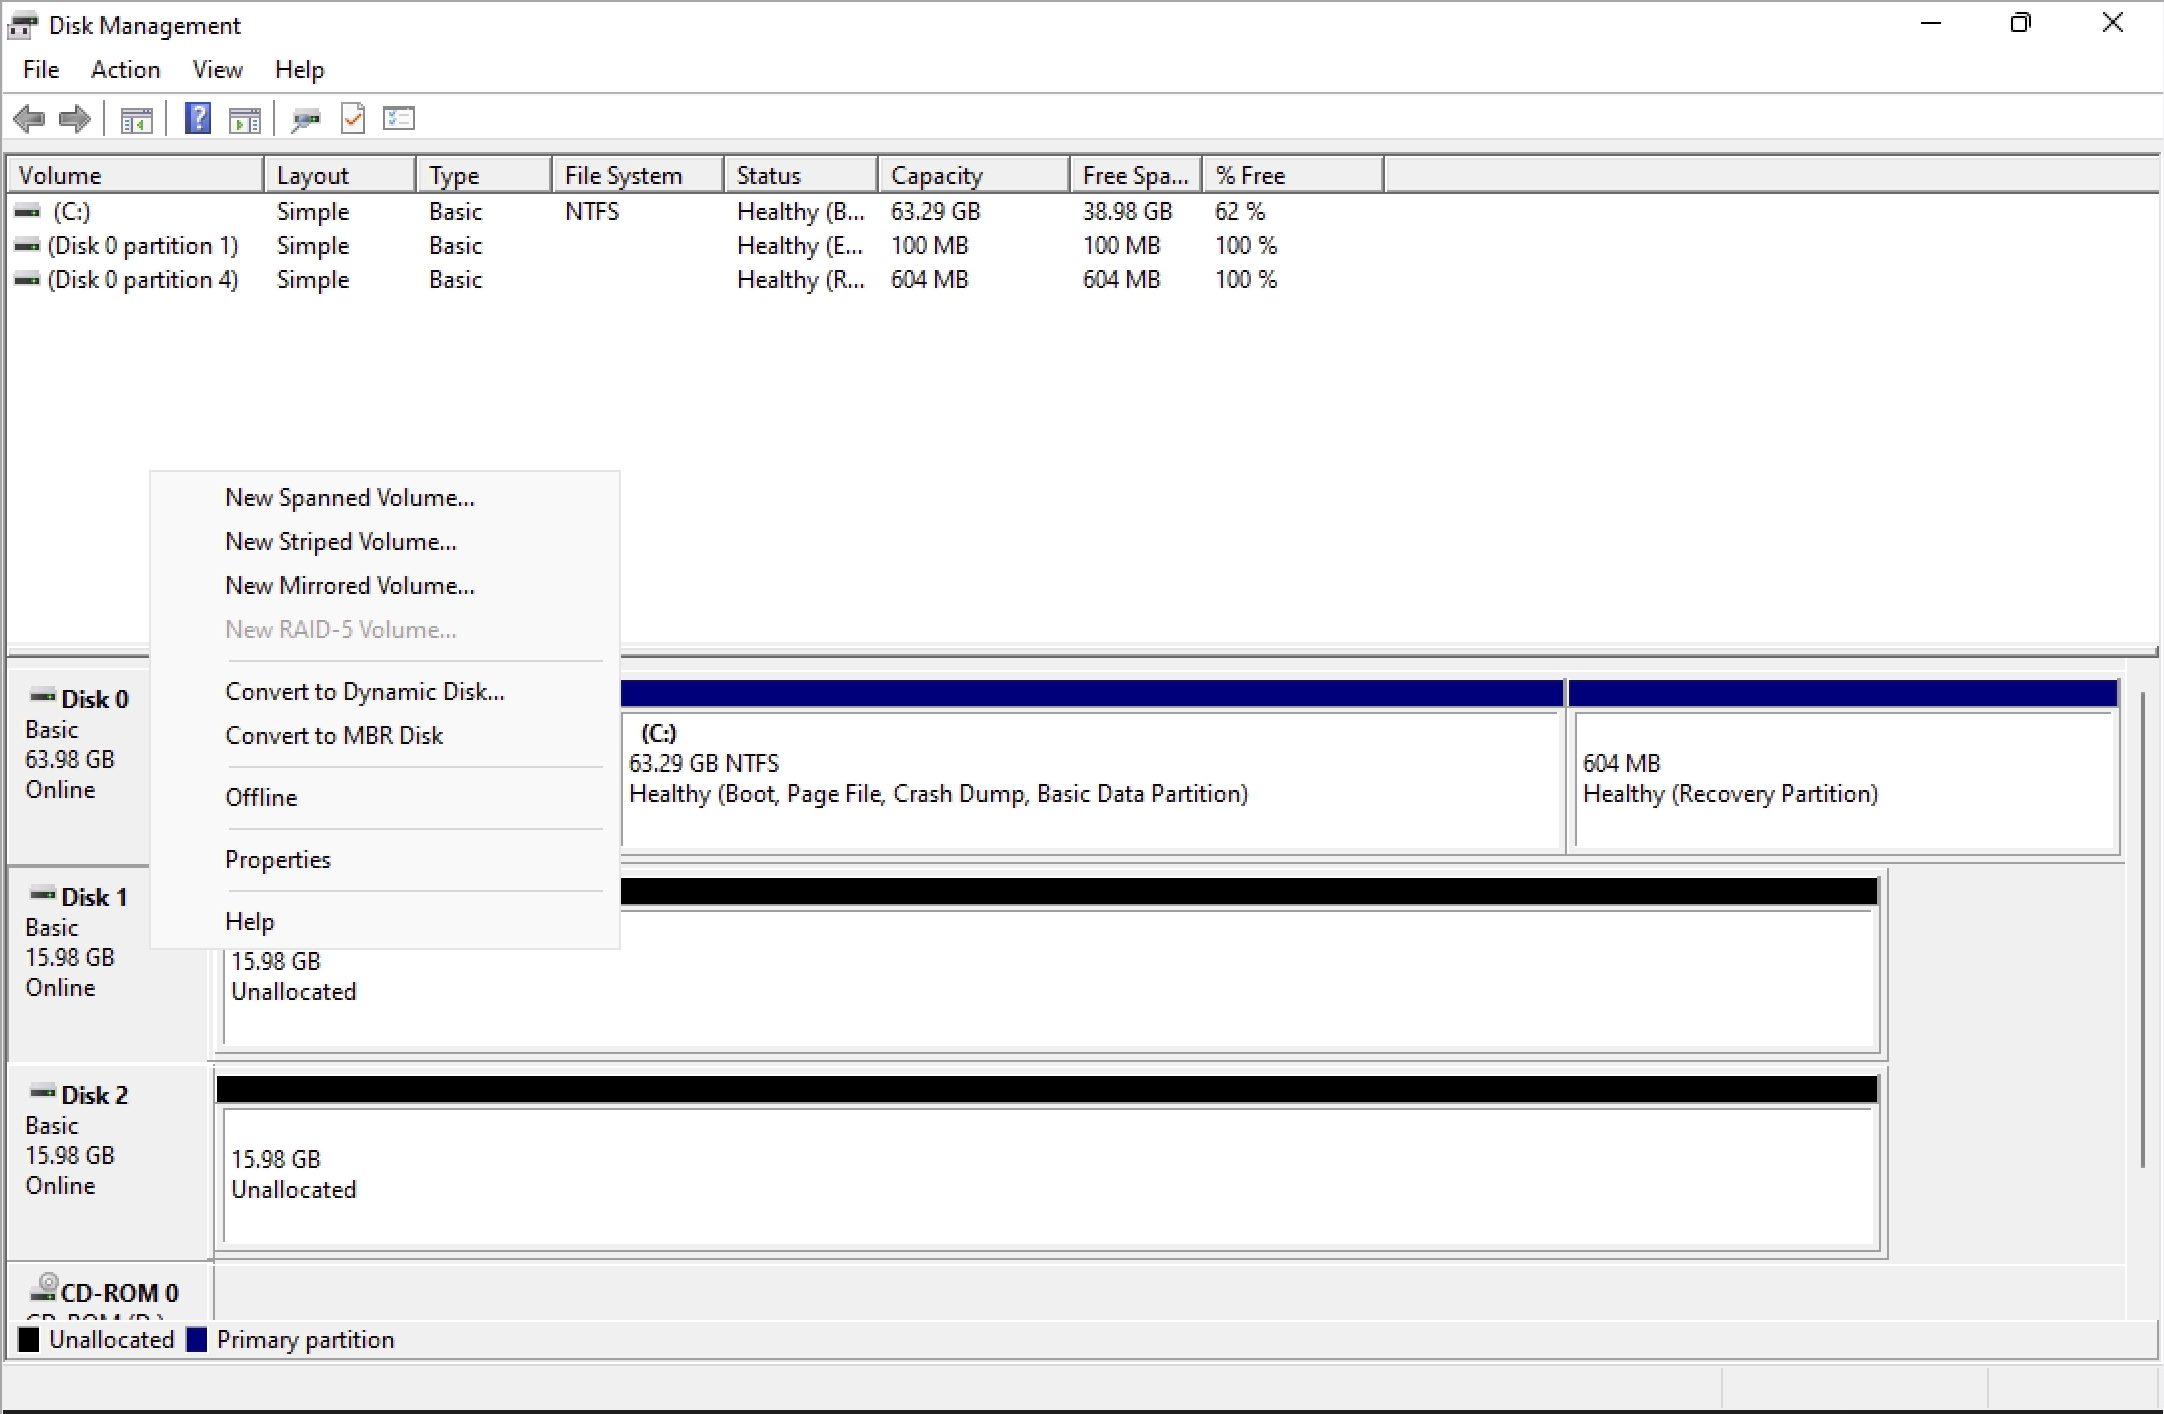 Disk Management
File Action View Help
Volume Layout Type File System Status Capacity Free Spa... % Free
(C:) Simple Basic NTFS Healthy (B... 63.29 GB 38.98 GB 62 %
(Disk 0 partition 1) Simple Basic Healthy (E... 100 MB 100 MB 100 %
(Disk 0 partition 4) Simple Basic Healthy (R... 604 MB 604 MB 100 %
New Spanned Volume...
New Striped Volume...
New Mirrored Volume...
New RAID-5 Volume...
Convert to Dynamic Disk...
Convert to MBR Disk
Offline
Properties
Help
Disk 0
Basic
63.98 GB
Online
(C:)
63.29 GB NTFS
Healthy (Boot, Page File, Crash Dump, Basic Data Partition)
604 MB
Healthy (Recovery Partition)
Disk 1
Basic
15.98 GB
Online
15.98 GB
Unallocated
Disk 2
Basic
15.98 GB
Online
15.98 GB
Unallocated
CD-ROM 0
Unallocated Primary partition